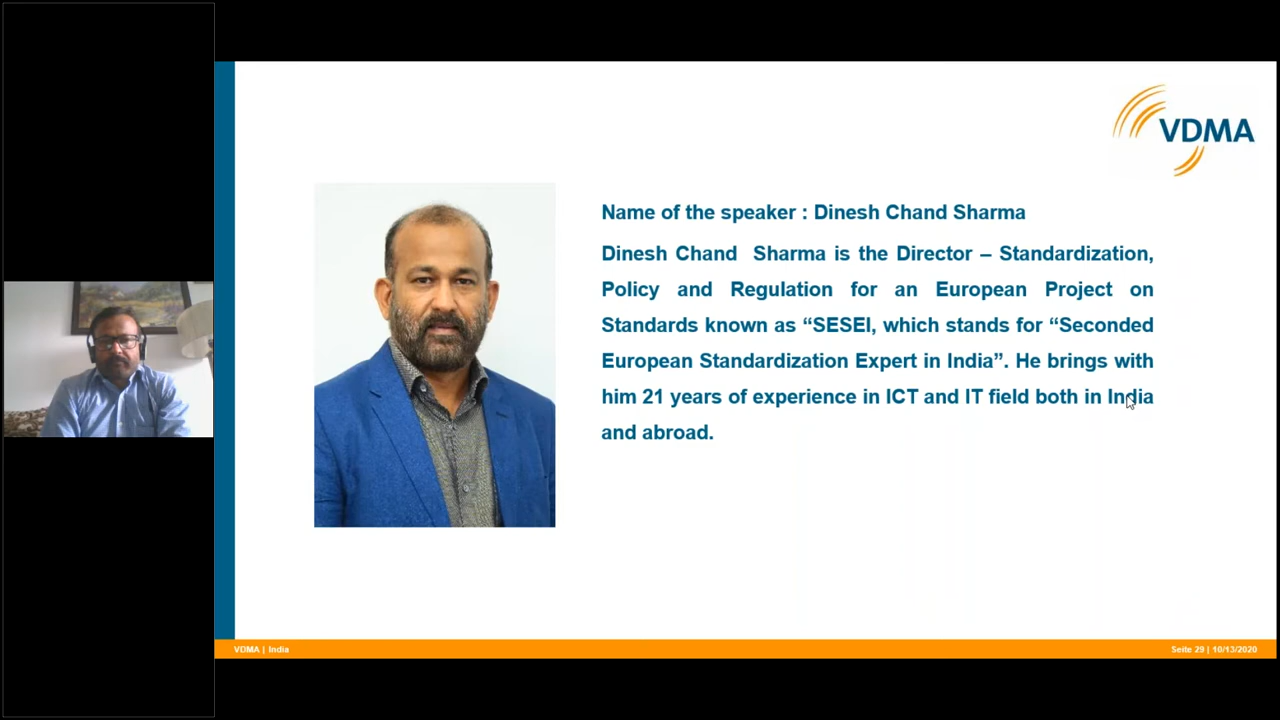 VDMA
Name of the speaker : Dinesh Chand Sharma
Dinesh Chand Sharma is the Director – Standardization,
Policy and Regulation for an European Project on
Standards known as “SESEI, which stands for “Seconded
European Standardization Expert in India”. He brings with
him 21 years of experience in ICT and IT field both in India
and abroad.
VDMA | India
Seite 29 | 10/13/2020